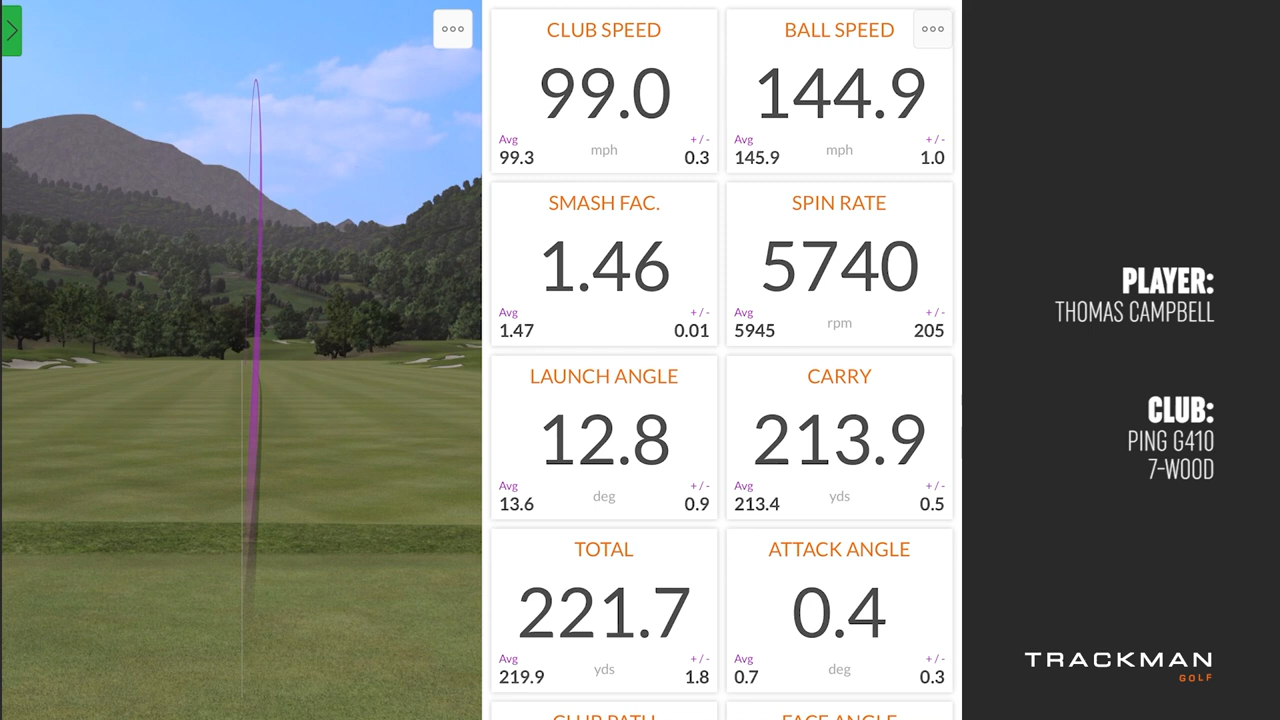 CLUB SPEED
99.0
Avg
+ / -
99.3
mph
0.3
BALL SPEED
144.9
Avg
+ / -
145.9
mph
1.0
SMASH FAC.
1.46
Avg
+ / -
1.47
0.01
SPIN RATE
5740
Avg
+ / -
5945
rpm
205
LAUNCH ANGLE
12.8
Avg
+ / -
13.6
deg
0.9
CARRY
213.9
Avg
+ / -
213.4
yds
0.5
TOTAL
221.7
Avg
+ / -
219.9
yds
1.8
ATTACK ANGLE
0.4
Avg
+ / -
0.7
deg
0.3
CLUB PATH
FACE ANGLE
PLAYER:
THOMAS CAMPBELL
CLUB:
PING G410
7-WOOD
TRACKMAN
GOLF